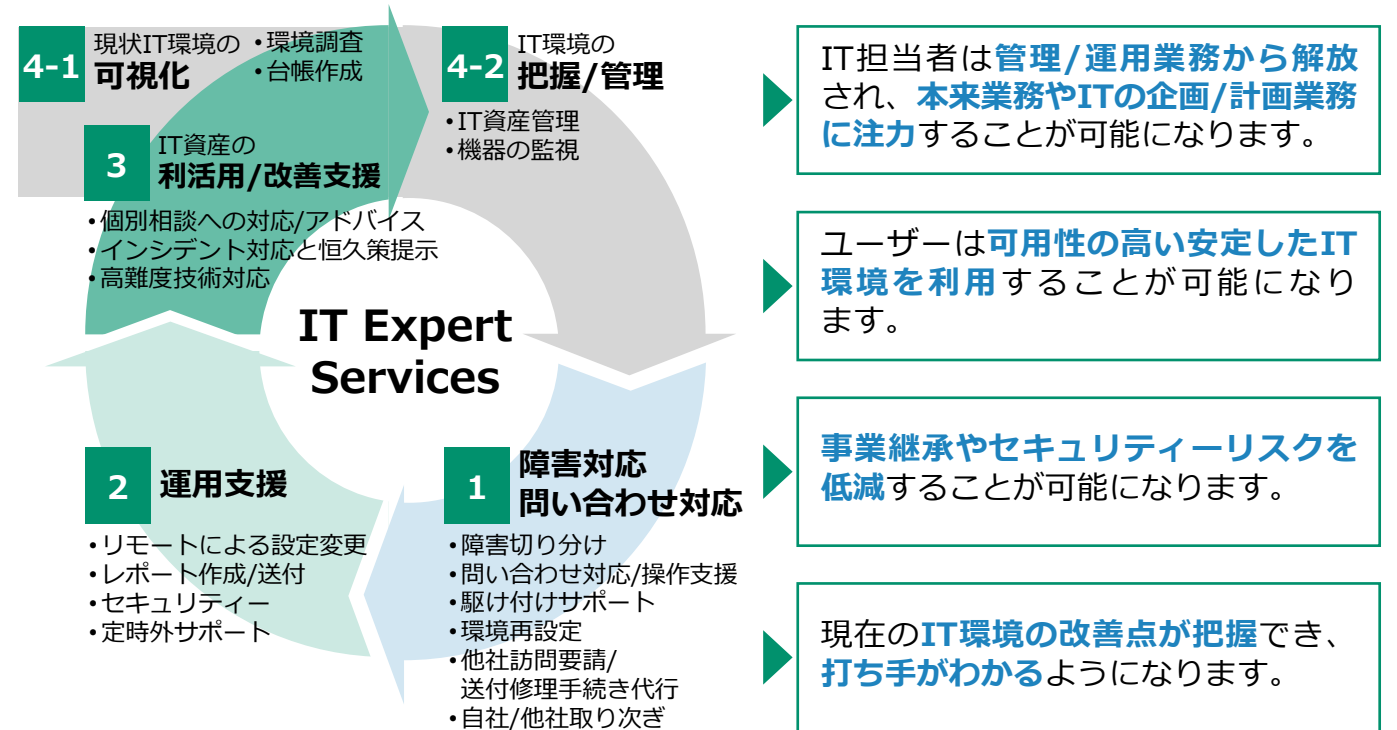 4-1
現状IT環境の
可視化
•環境調査
•台帳作成
4-2
IT環境の
把握/管理
•IT資産管理
•機器の監視
3
IT資産の
利活用/改善支援
•個別相談への対応/アドバイス
•インシデント対応と恒久策提示
•高難度技術対応
IT Expert
Services
2
運用支援
•リモートによる設定変更
•レポート作成/送付
•セキュリティー
•定時外サポート
1
障害対応
問い合わせ対応
•障害切り分け
•問い合わせ対応/操作支援
•駆け付けサポート
•環境再設定
•他社訪問要請/
送付修理手続き代行
•自社/他社取り次ぎ
IT担当者は管理/運用業務から解放
され、本来業務やITの企画/計画業務
に注力することが可能になります。
ユーザーは可用性の高い安定したIT
環境を利用することが可能になり
ます。
事業継承やセキュリティーリスクを
低減することが可能になります。
現在のIT環境の改善点が把握でき、
打ち手がわかるようになります。